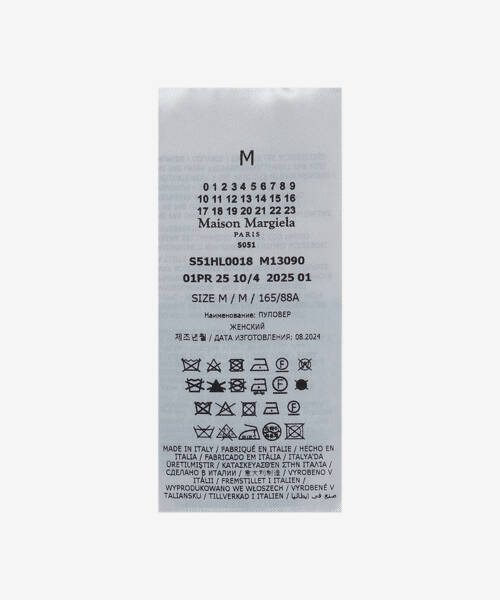 M
0 1 2 3 4 5 6 7 8 9
10 11 12 13 14 15 16
17 18 19 20 21 22 23
Maison Margiela
PARIS
S051
S51HL0018 M13090
01PR 25 10/4 2025 01
SIZE M / M / 165/88A
Наименование: ПУЛОВЕР
ЖЕНСКИЙ
제조년월 / ДАТА ИЗГОТОВЛЕНИЯ: 08.2024
MADE IN ITALY / FABRIQUÉ EN ITALIE / HECHO EN
ITALIA / FABRICADO EM ITÁLIA / ITALYA'DA
ÜRETILMIŞTIR / ΚΑΤΑΣΚΕΥΑΣΘΕΝ ΣΤΗΝ ΙΤΑΛΙΑ /
СДЕЛАНО В ИТАЛИИ / 意大利制造 / VYROBENO V
ITÁLII / FREMSTILLET I ITALIEN /
WYPRODUKOWANO WE WŁOSZECH / VYROBENÉ V
TALIANSKU / TILLVERKAD I ITALIEN / صنع في إيطاليا